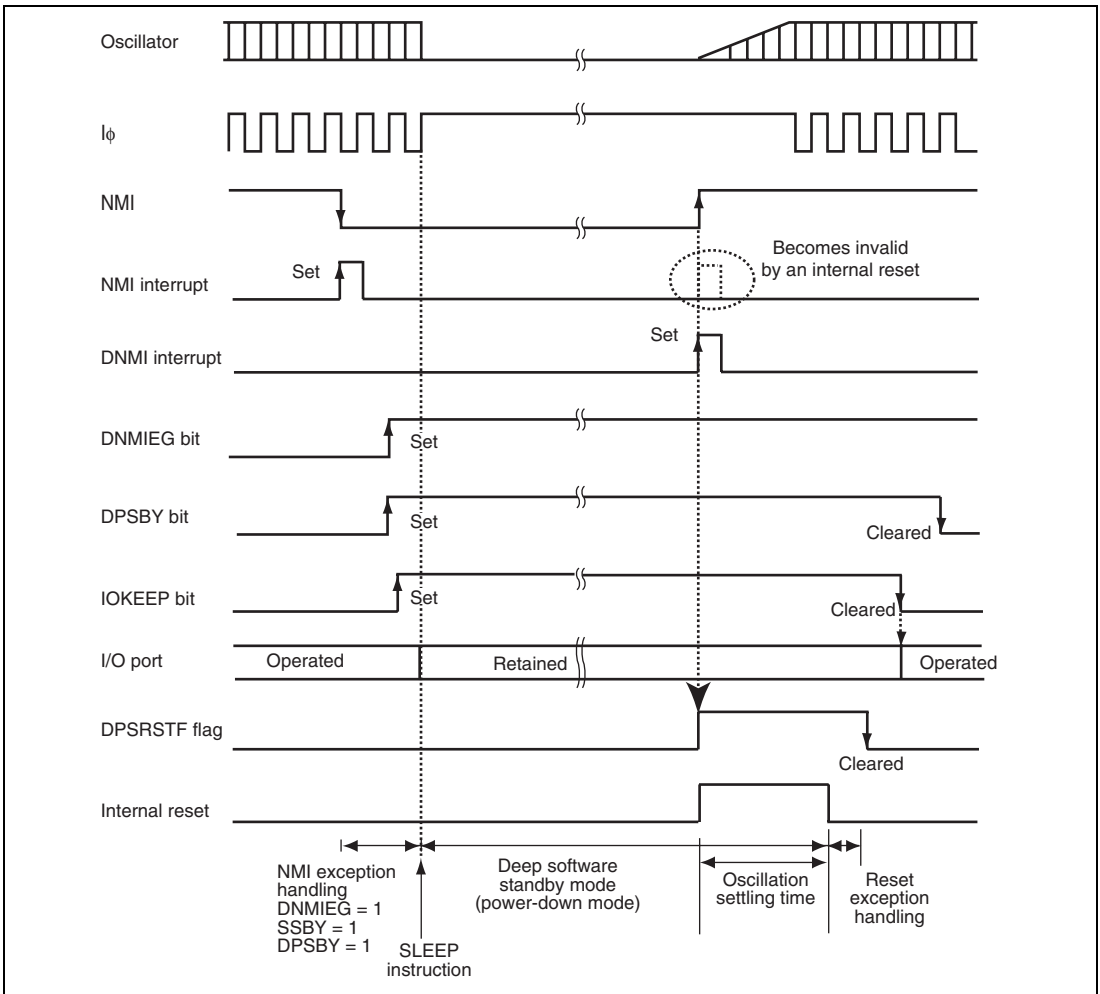 Oscillator
Iϕ
NMI
Becomes invalid
by an internal reset
Set
NMI interrupt
Set
DNMI interrupt
DNMIEG bit
Set
DPSBY bit
Set
Cleared
IOKEEP bit
Set
Cleared
I/O port
Operated
Retained
Operated
DPSRSTF flag
Cleared
Internal reset
NMI exception
handling
DNMIEG = 1
SSBY = 1
DPSBY = 1
SLEEP
instruction
Deep software
standby mode
(power-down mode)
Oscillation
settling time
Reset
exception
handling